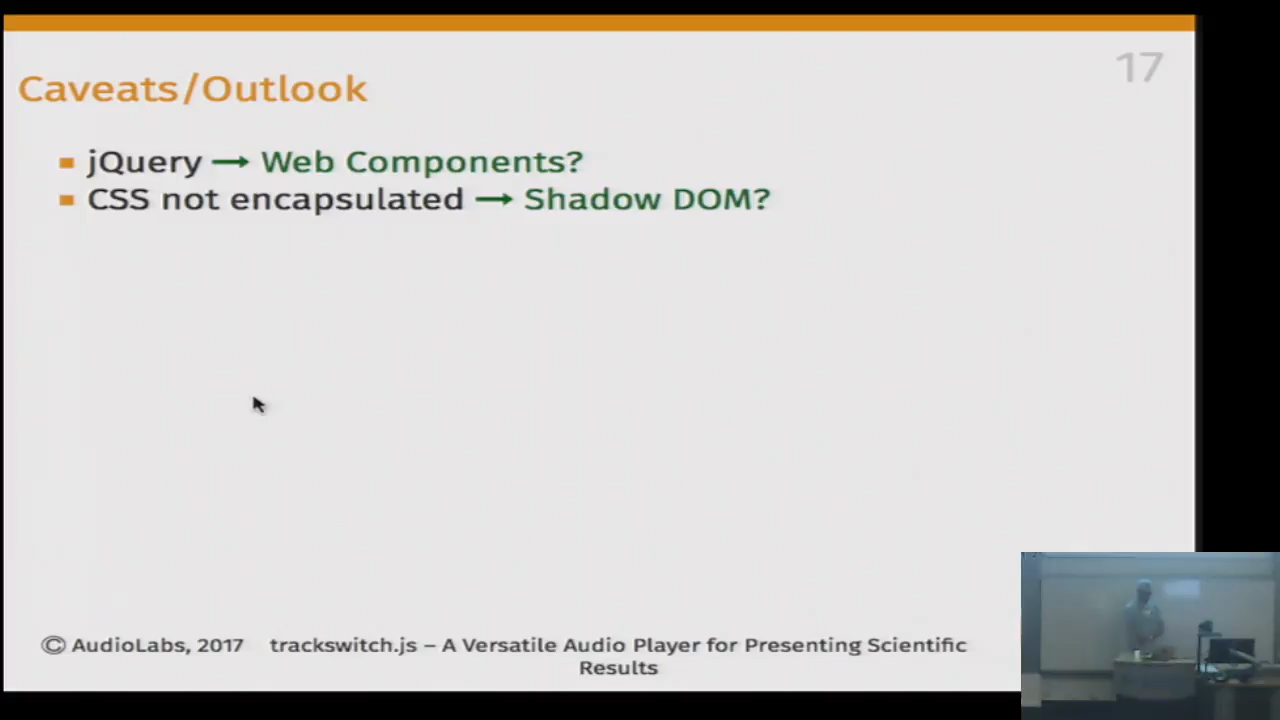 17
Caveats/Outlook
▪ jQuery → Web Components?
▪ CSS not encapsulated → Shadow DOM?
© AudioLabs, 2017 trackswitch.js – A Versatile Audio Player for Presenting Scientific
Results